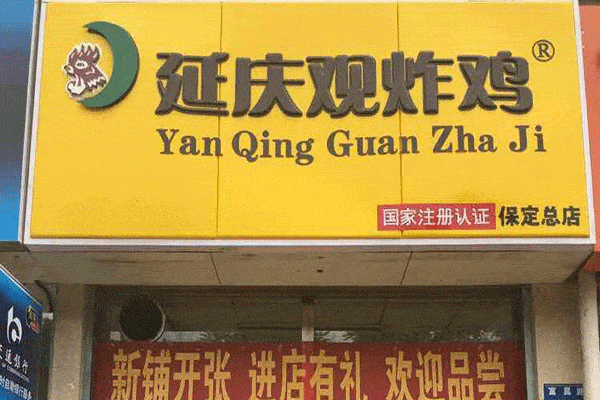 延庆观炸鸡®
Yan Qing Guan Zha Ji
国家注册认证 保定总店
新铺开张 进店有礼 欢迎品尝